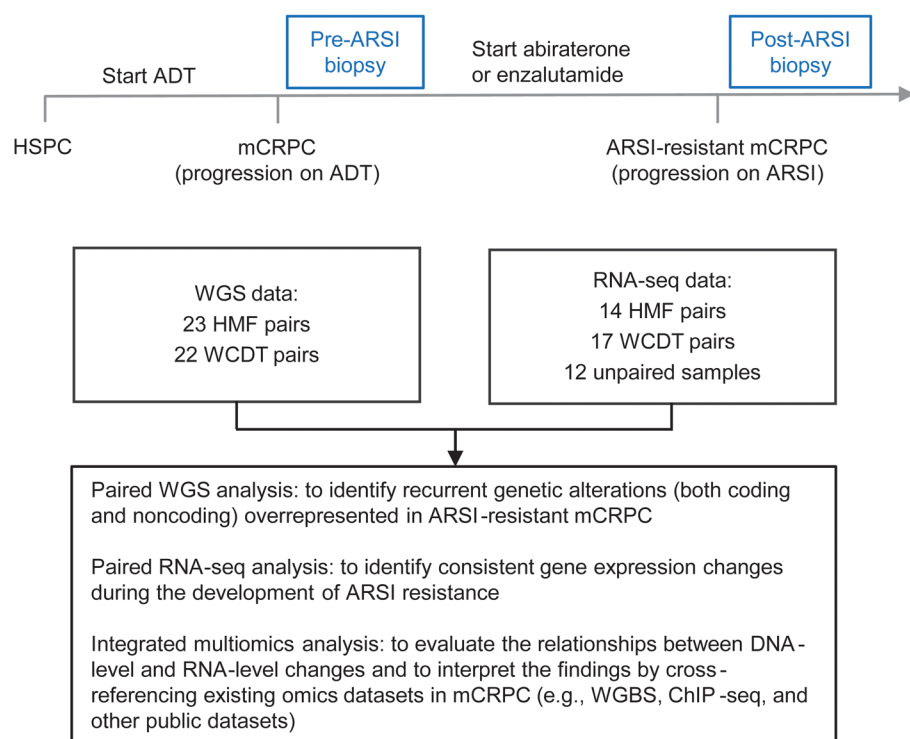 Pre-ARSI
biopsy
Post-ARSI
biopsy
Start ADT
Start abiraterone
or enzalutamide
HSPC
mCRPC
(progression on ADT)
ARSI-resistant mCRPC
(progression on ARSI)
WGS data:
23 HMF pairs
22 WCDT pairs
RNA-seq data:
14 HMF pairs
17 WCDT pairs
12 unpaired samples
Paired WGS analysis: to identify recurrent genetic alterations (both coding
and noncoding) overrepresented in ARSI-resistant mCRPC
Paired RNA-seq analysis: to identify consistent gene expression changes
during the development of ARSI resistance
Integrated multiomics analysis: to evaluate the relationships between DNA-
level and RNA-level changes and to interpret the findings by cross-
referencing existing omics datasets in mCRPC (e.g., WGBS, ChIP-seq, and
other public datasets)